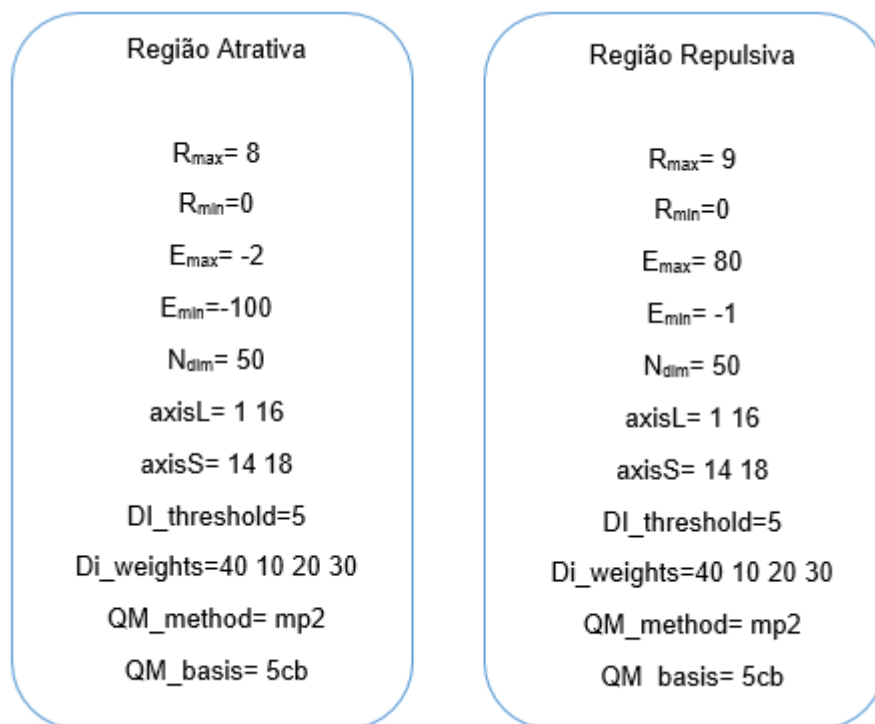 Região Atrativa
Rmax= 8
Rmin=0
Emax= -2
Emin=-100
Ndim= 50
axisL= 1 16
axisS= 14 18
DI_threshold=5
Di_weights=40 10 20 30
QM_method= mp2
QM_basis= 5cb
Região Repulsiva
Rmax= 9
Rmin=0
Emax= 80
Emin= -1
Ndim= 50
axisL= 1 16
axisS= 14 18
DI_threshold=5
Di_weights=40 10 20 30
QM_method= mp2
QM_basis= 5cb